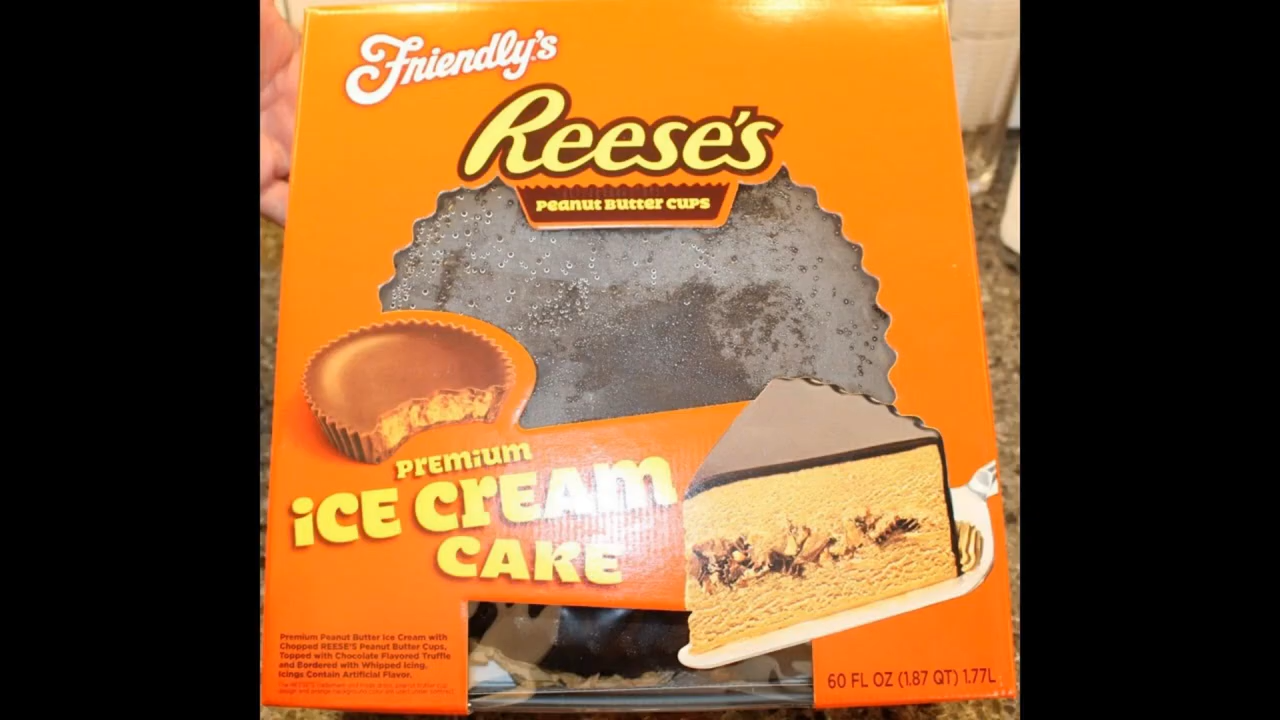 Friendly's
Reese's
Peanut Butter Cups
Premium
Ice Cream
Cake
Premium Peanut Butter Ice Cream with
Chopped REESE'S Peanut Butter Cups.
Topped with Chocolate Flavored Truffle
and Bordered with Whipped Icing.
Icings Contain Artificial Flavor.
60 FL OZ (1.87 QT) 1.77L